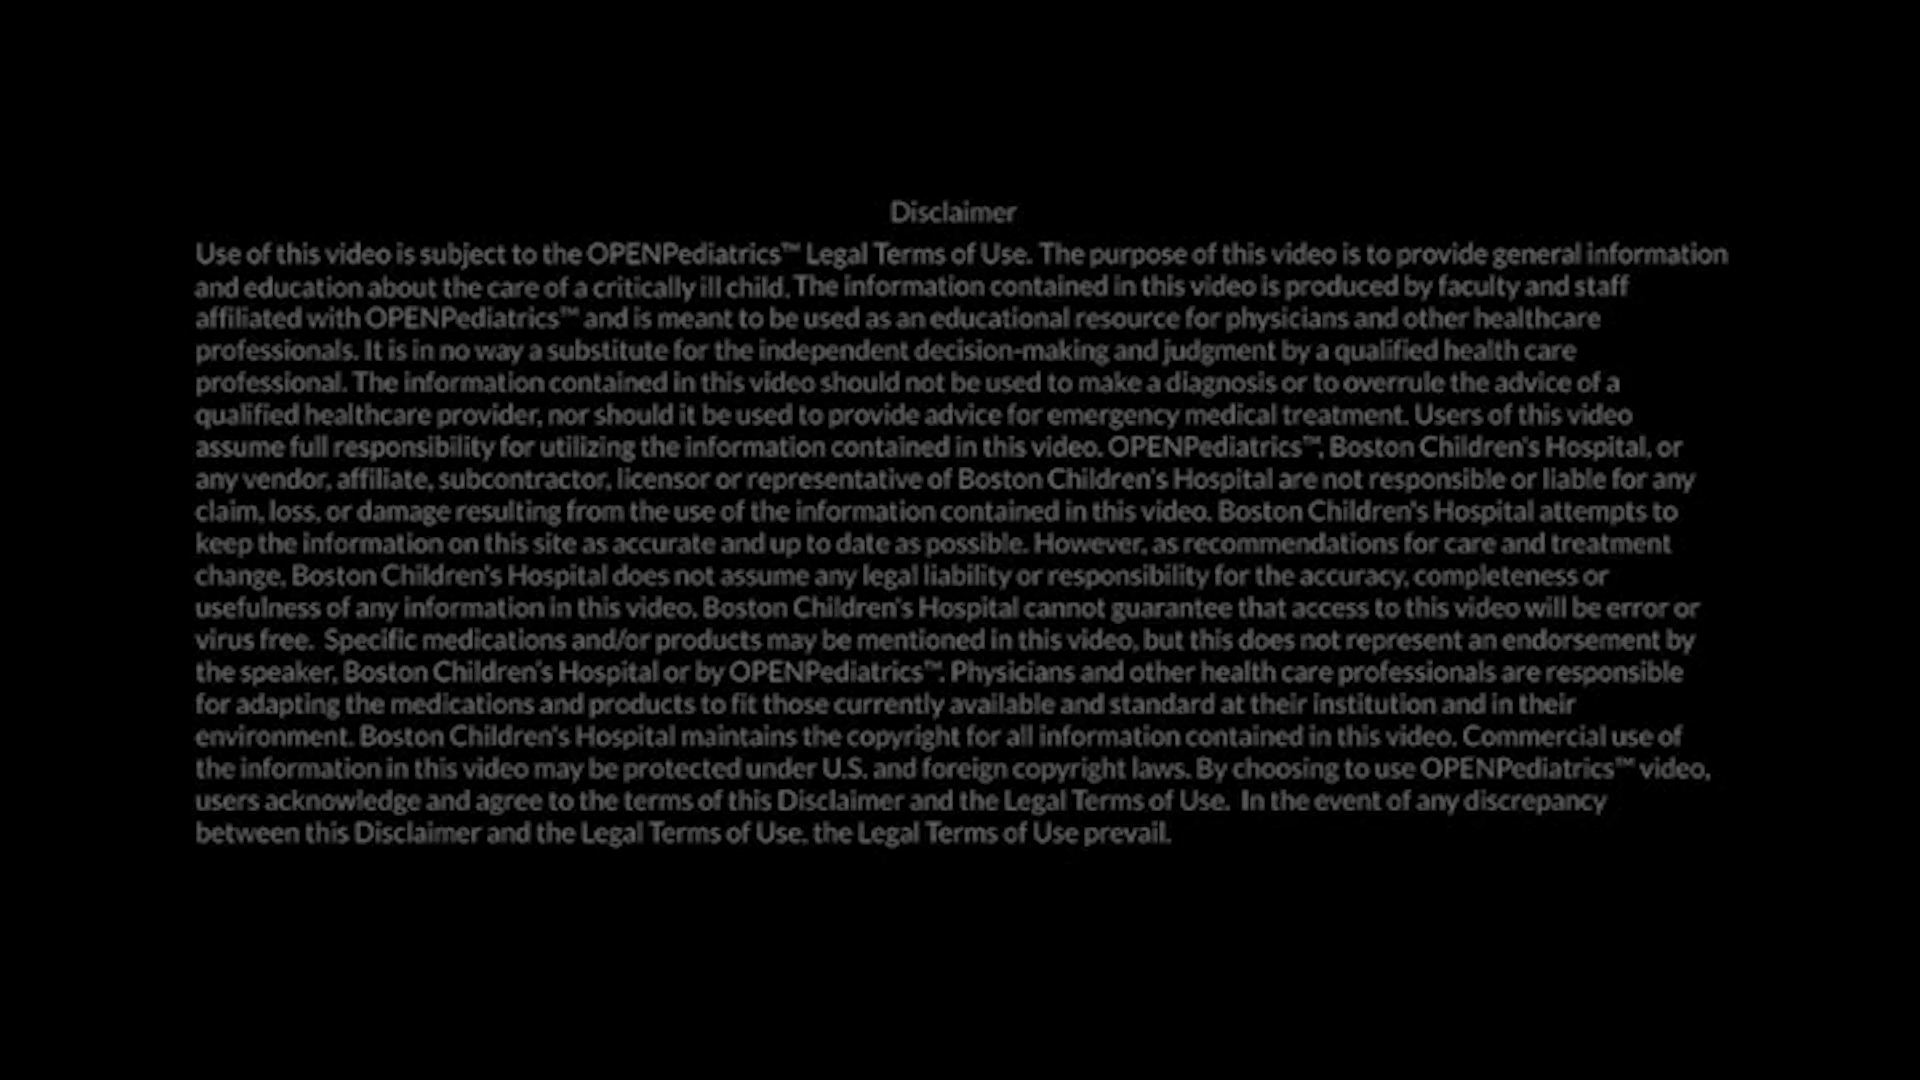 Disclaimer
Use of this video is subject to the OPENPediatrics™ Legal Terms of Use. The purpose of this video is to provide general information
and education about the care of a critically ill child. The information contained in this video is produced by faculty and staff
affiliated with OPENPediatrics™ and is meant to be used as an educational resource for physicians and other healthcare
professionals. It is in no way a substitute for the independent decision-making and judgment by a qualified health care
professional. The information contained in this video should not be used to make a diagnosis or to overrule the advice of a
qualified healthcare provider, nor should it be used to provide advice for emergency medical treatment. Users of this video
assume full responsibility for utilizing the information contained in this video. OPENPediatrics™, Boston Children's Hospital, or
any vendor, affiliate, subcontractor, licensor or representative of Boston Children's Hospital are not responsible or liable for any
claim, loss, or damage resulting from the use of the information contained in this video. Boston Children's Hospital attempts to
keep the information on this site as accurate and up to date as possible. However, as recommendations for care and treatment
change, Boston Children's Hospital does not assume any legal liability or responsibility for the accuracy, completeness or
usefulness of any information in this video. Boston Children's Hospital cannot guarantee that access to this video will be error or
virus free. Specific medications and/or products may be mentioned in this video, but this does not represent an endorsement by
the speaker, Boston Children's Hospital or by OPENPediatrics™. Physicians and other health care professionals are responsible
for adapting the medications and products to fit those currently available and standard at their institution and in their
environment. Boston Children's Hospital maintains the copyright for all information contained in this video. Commercial use of
the information in this video may be protected under U.S. and foreign copyright laws. By choosing to use OPENPediatrics™ video,
users acknowledge and agree to the terms of this Disclaimer and the Legal Terms of Use. In the event of any discrepancy
between this Disclaimer and the Legal Terms of Use, the Legal Terms of Use prevail.